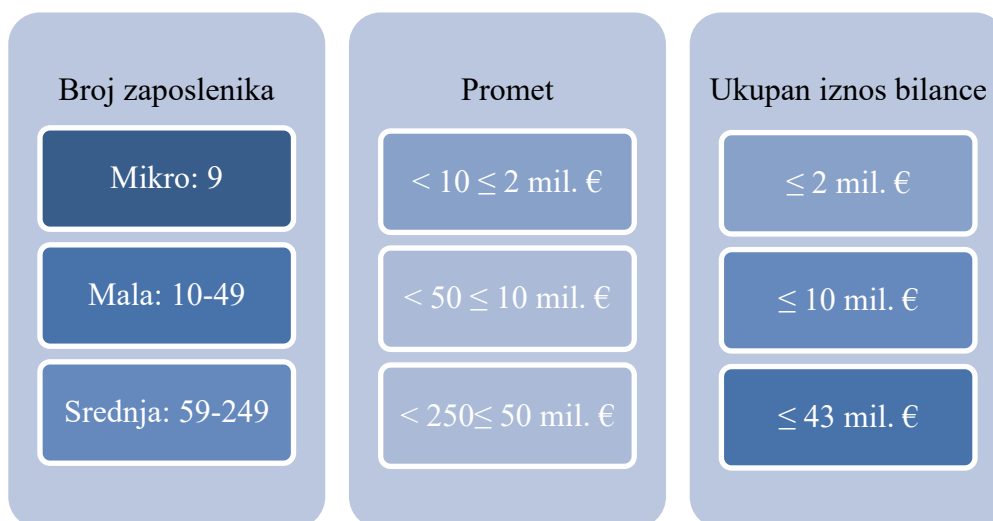 Broj zaposlenika
Mikro: 9
Mala: 10-49
Srednja: 59-249
Promet
< 10 ≤ 2 mil. €
< 50 ≤ 10 mil. €
< 250≤ 50 mil. €
Ukupan iznos bilance
≤ 2 mil. €
≤ 10 mil. €
≤ 43 mil. €